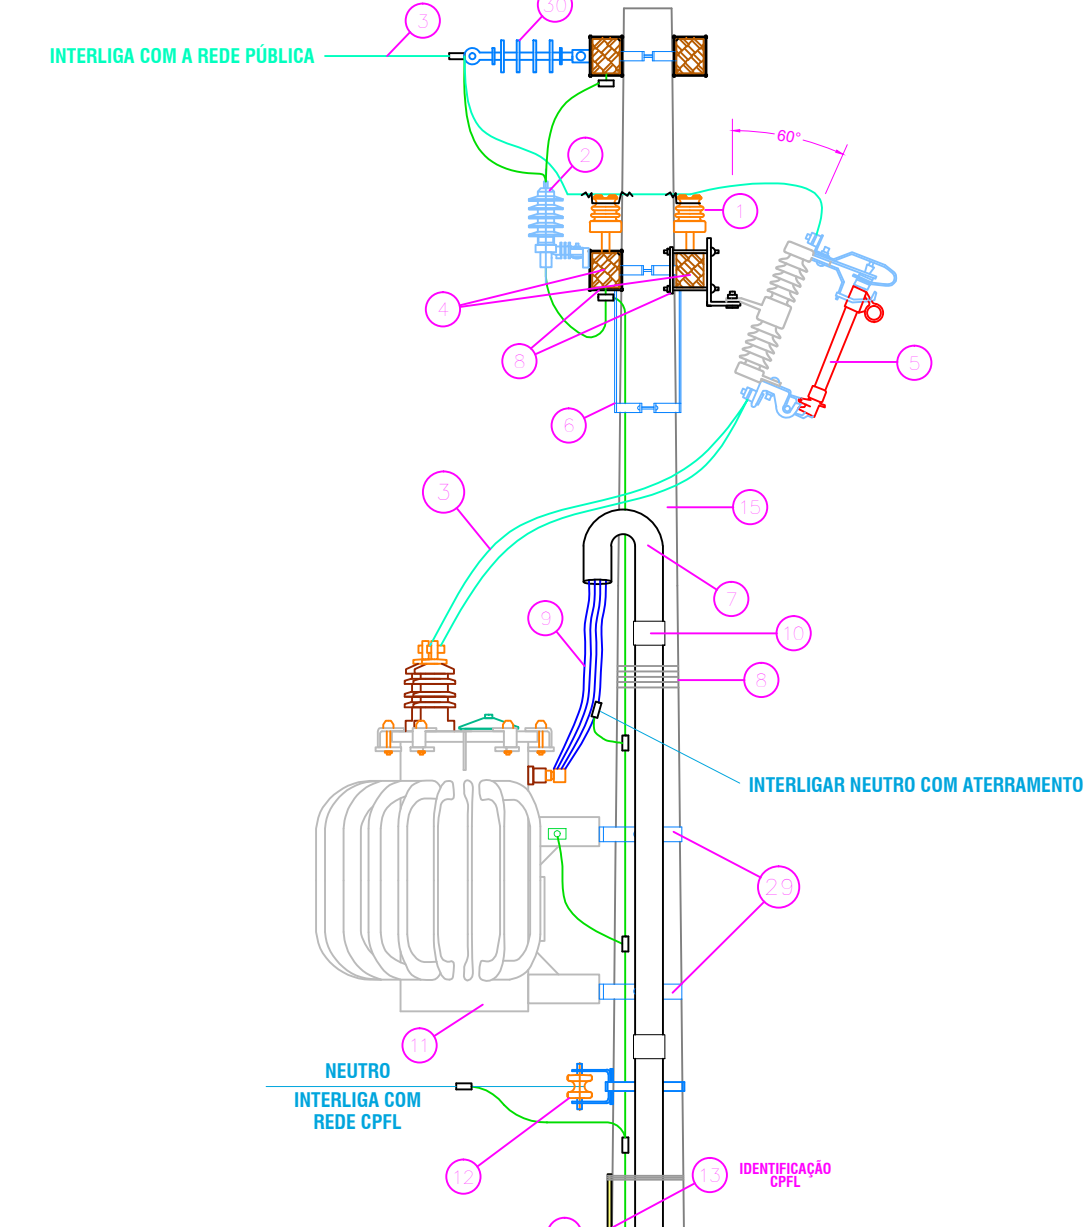 3
30
INTERLIGA COM A REDE PÚBLICA
60°
2
1
4
8
5
6
3
15
7
9
10
8
INTERLIGAR NEUTRO COM ATERRAMENTO
29
11
NEUTRO
INTERLIGA COM
REDE CPFL
12
13
IDENTIFICAÇÃO
CPFL